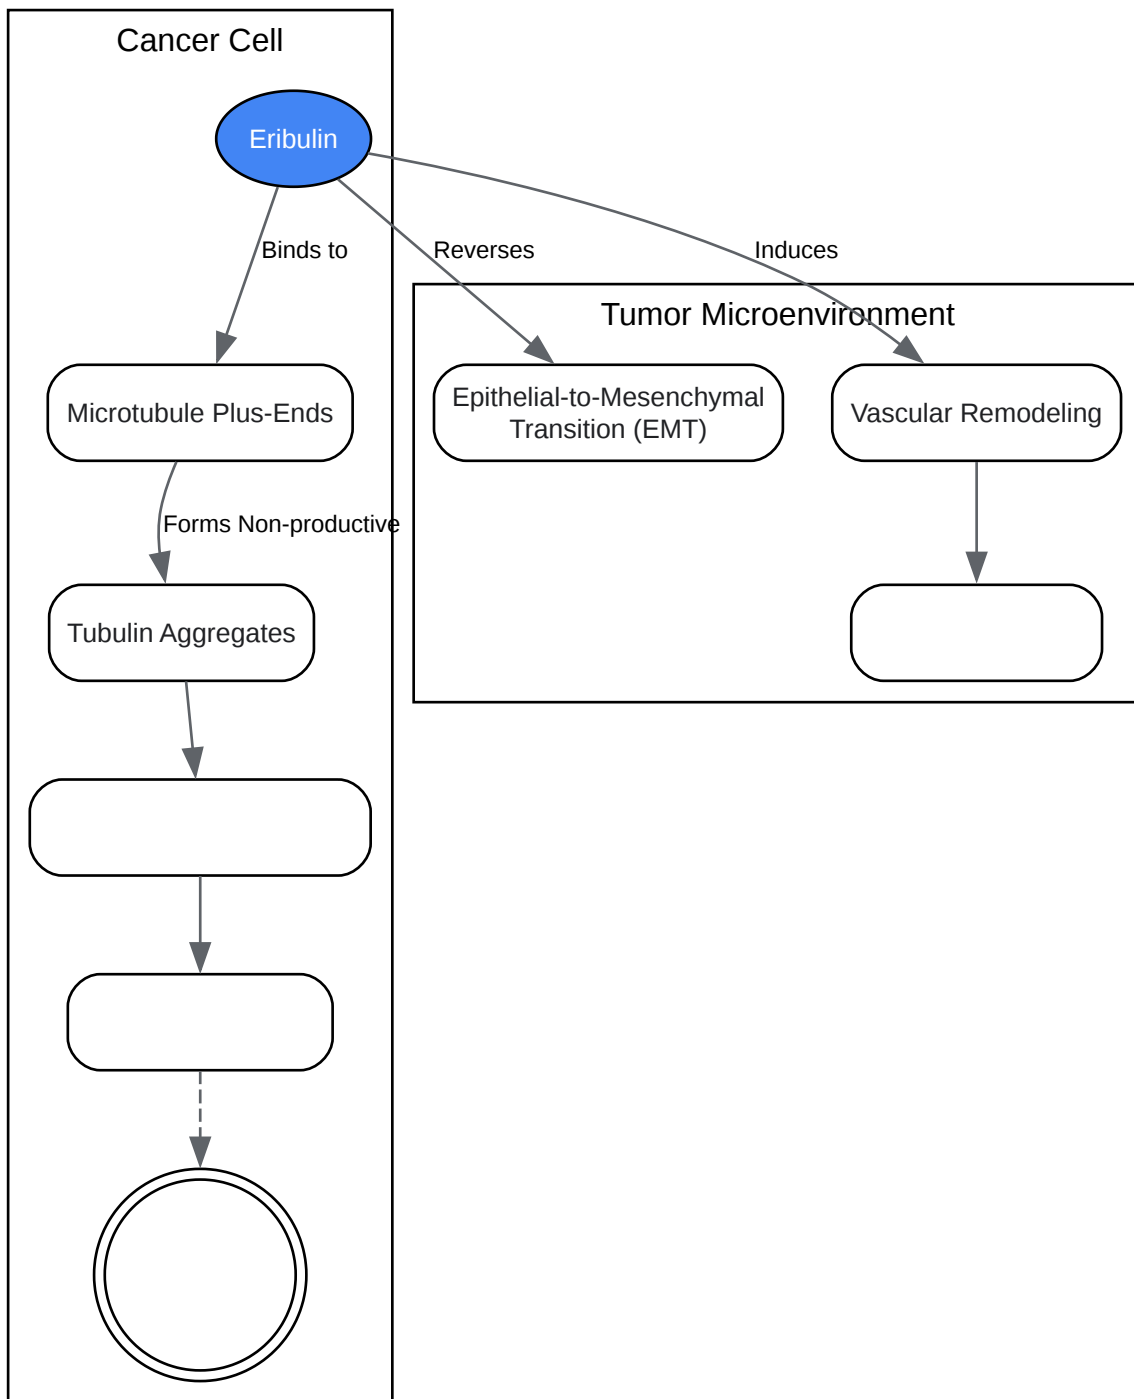 Cancer Cell
Eribulin
Binds to
Reverses
Induces
Tumor Microenvironment
Microtubule Plus-Ends
Epithelial-to-Mesenchymal
Transition (EMT)
Vascular Remodeling
Forms Non-productive
Tubulin Aggregates